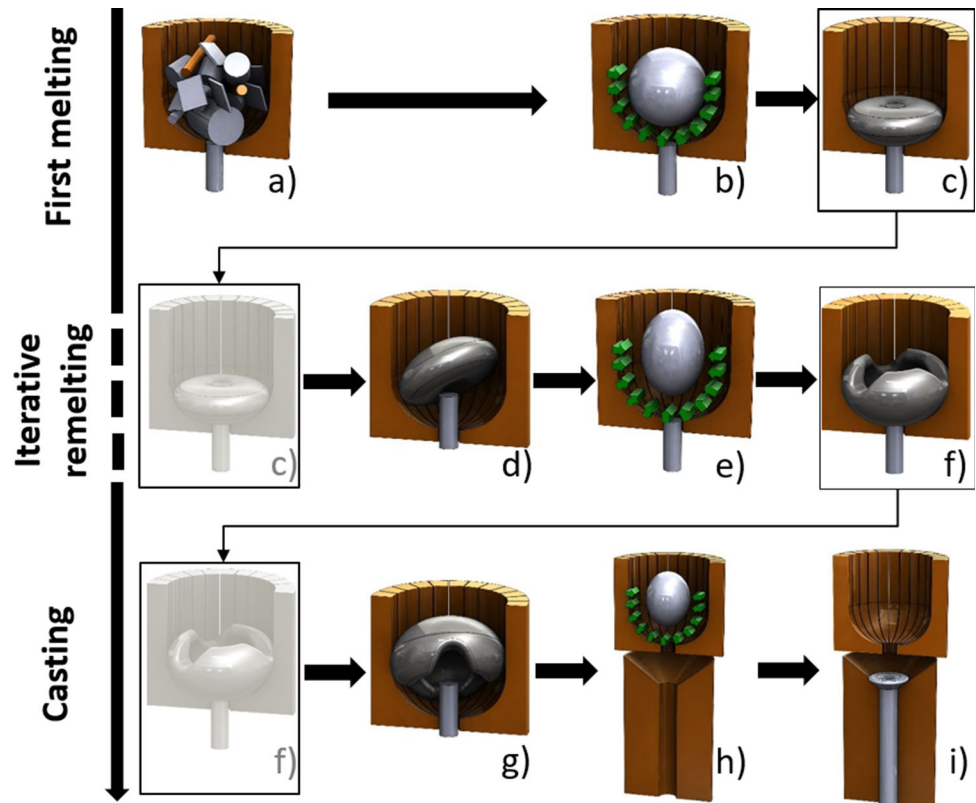 First melting
a)
b)
c)
Iterative
remelting
c)
d)
e)
f)
Casting
f)
g)
h)
i)